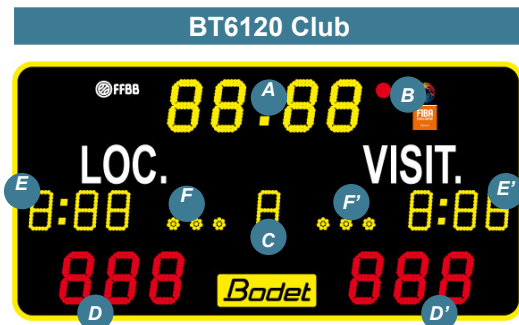 BT6120 Club
FFBB 88:88 A B
FIBA
LOC. VISIT.
E 8:88 F 8 F' 8:88 E'
C
888 Bodet 888
D D'